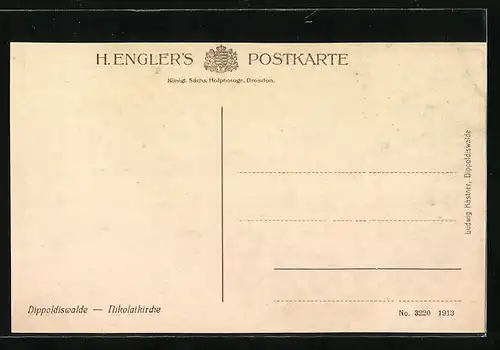 H. ENGLER'S POSTKARTE
Königl. Sächs. Hofphotogr. Dresden.
Ludwig Kästner, Dippoldiswalde
Dippoldiswalde — Nikolaikirche
No. 3220 1913